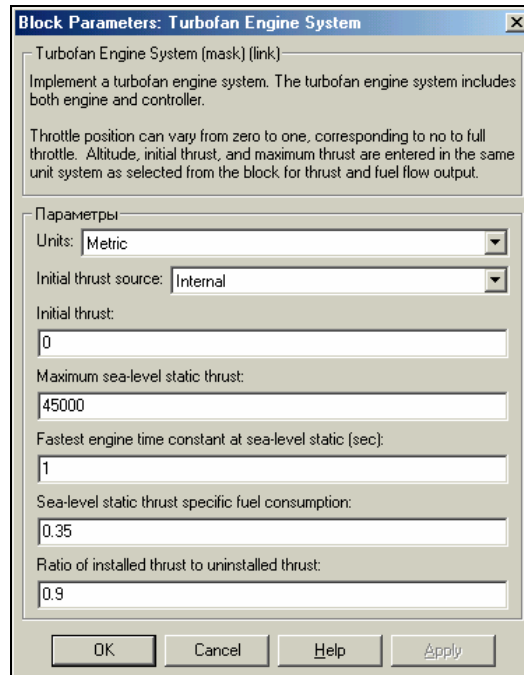 Block Parameters: Turbofan Engine System
Turbofan Engine System (mask) (link)
Implement a turbofan engine system. The turbofan engine system includes
both engine and controller.
Throttle position can vary from zero to one, corresponding to no to full
throttle. Altitude, initial thrust, and maximum thrust are entered in the same
unit system as selected from the block for thrust and fuel flow output.
Параметры
Units: Metric
Initial thrust source: Internal
Initial thrust:
0
Maximum sea-level static thrust:
45000
Fastest engine time constant at sea-level static (sec):
1
Sea-level static thrust specific fuel consumption:
0.35
Ratio of installed thrust to uninstalled thrust:
0.9
OK Cancel Help Apply